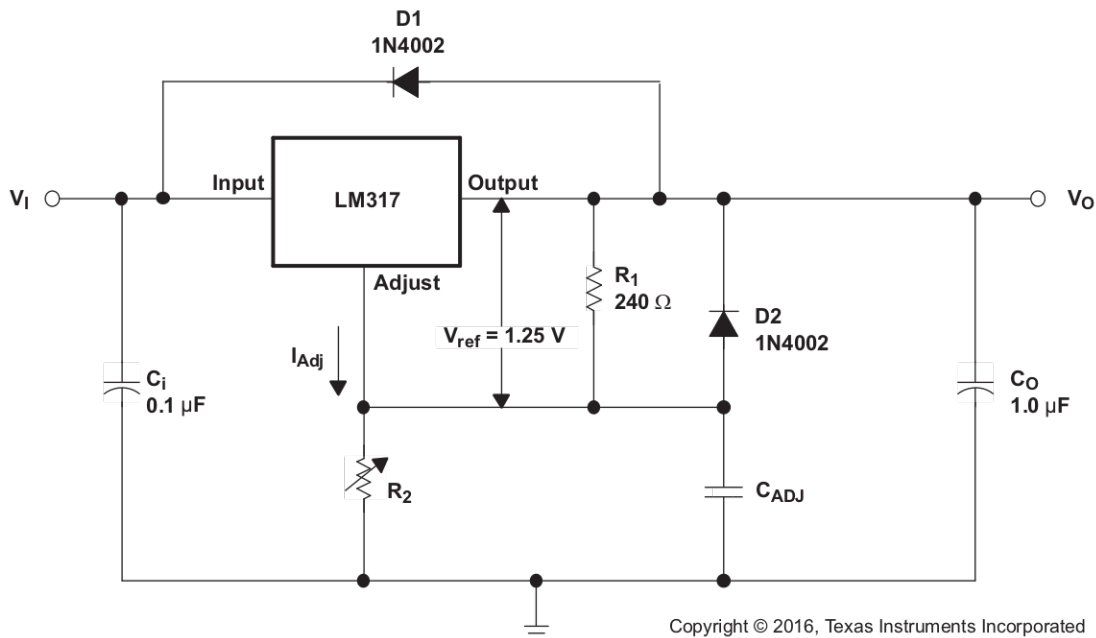 D1
1N4002
Input
LM317
Output
VI
VO
Adjust
R1
240 Ω
Vref = 1.25 V
D2
1N4002
IAdj
Ci
0.1 µF
CO
1.0 µF
R2
CADJ
Copyright © 2016, Texas Instruments Incorporated